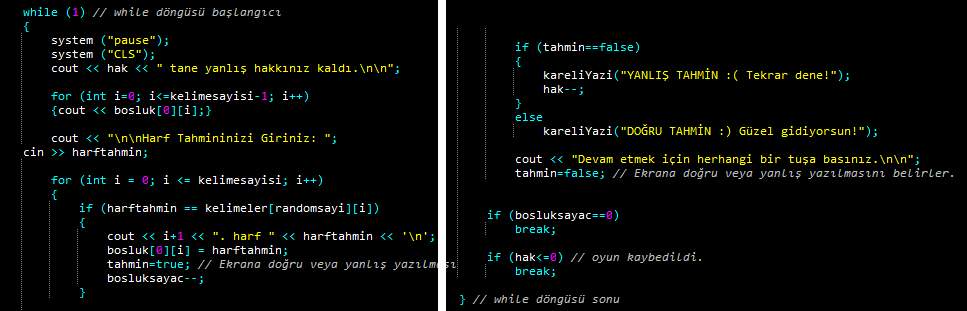 while (1) // while döngüsü başlangıcı
{
system ("pause");
system ("CLS");
cout << hak << " tane yanlış hakkınız kaldı.\n\n";
for (int i=0; i<=kelimesayisi-1; i++)
{cout << bosluk[0][i];}
cout << "\n\nHarf Tahmininizi Giriniz: ";
cin >> harftahmin;
for (int i = 0; i <= kelimesayisi; i++)
{
if (harftahmin == kelimeler[randomsayi][i])
{
cout << i+1 << ". harf " << harftahmin << '\n';
bosluk[0][i] = harftahmin;
tahmin=true; // Ekrana doğru veya yanlış yazılması
bosluksayac--;
}
if (tahmin==false)
{
kareliYazi("YANLIŞ TAHMİN :( Tekrar dene!");
hak--;
}
else
kareliYazi("DOĞRU TAHMİN :) Güzel gidiyorsun!");
cout << "Devam etmek için herhangi bir tuşa basınız.\n\n";
tahmin=false; // Ekrana doğru veya yanlış yazılmasını belirler.
if (bosluksayac==0)
break;
if (hak<=0) // oyun kaybedildi.
break;
} // while döngüsü sonu